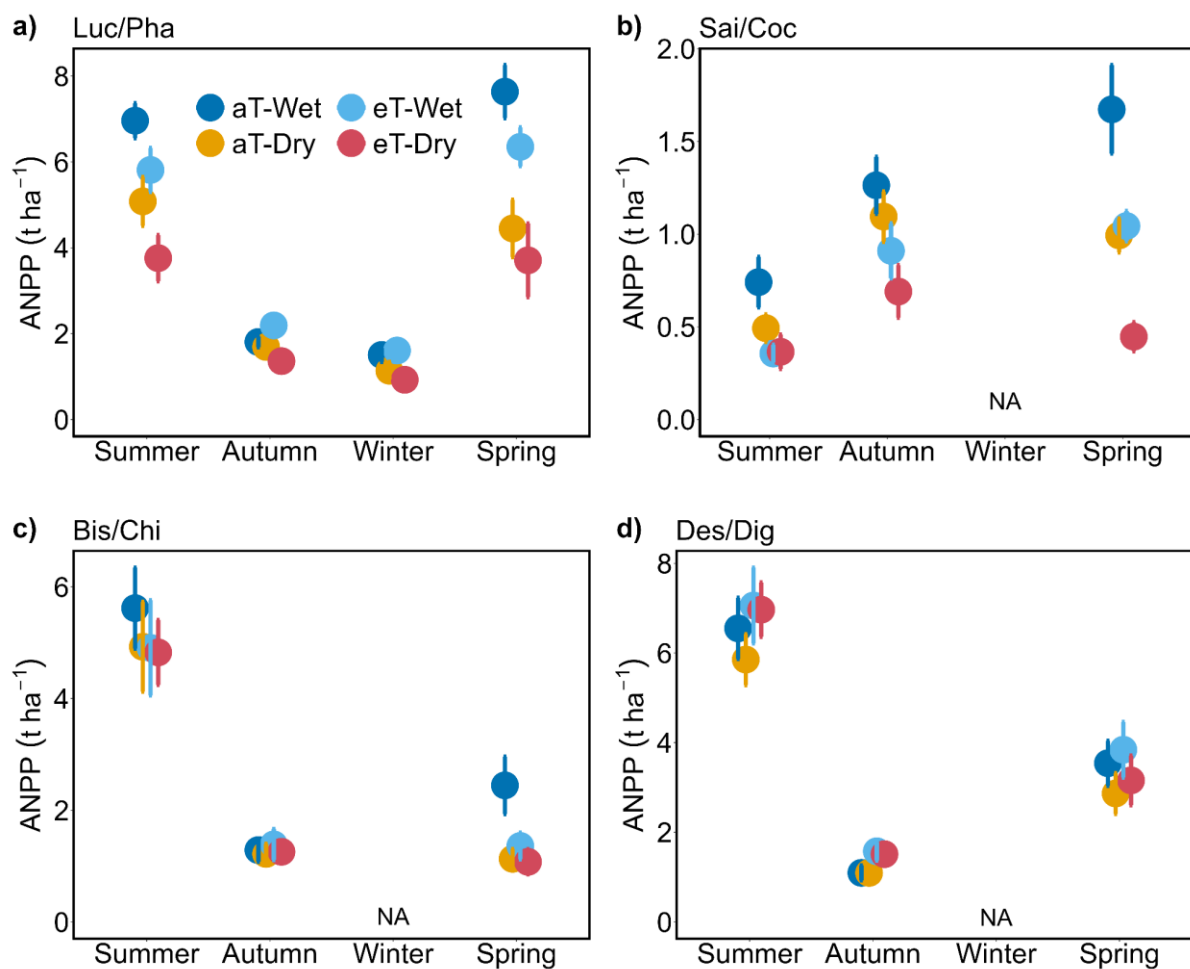 a) Luc/Pha
8
6
4
2
0
ANPP (t ha⁻¹)
aT-Wet eT-Wet
aT-Dry eT-Dry
Summer Autumn Winter Spring
b) Sai/Coc
2.0
1.5
1.0
0.5
0.0
ANPP (t ha⁻¹)
NA
Summer Autumn Winter Spring
c) Bis/Chi
6
4
2
0
ANPP (t ha⁻¹)
NA
Summer Autumn Winter Spring
d) Des/Dig
8
6
4
2
0
ANPP (t ha⁻¹)
NA
Summer Autumn Winter Spring